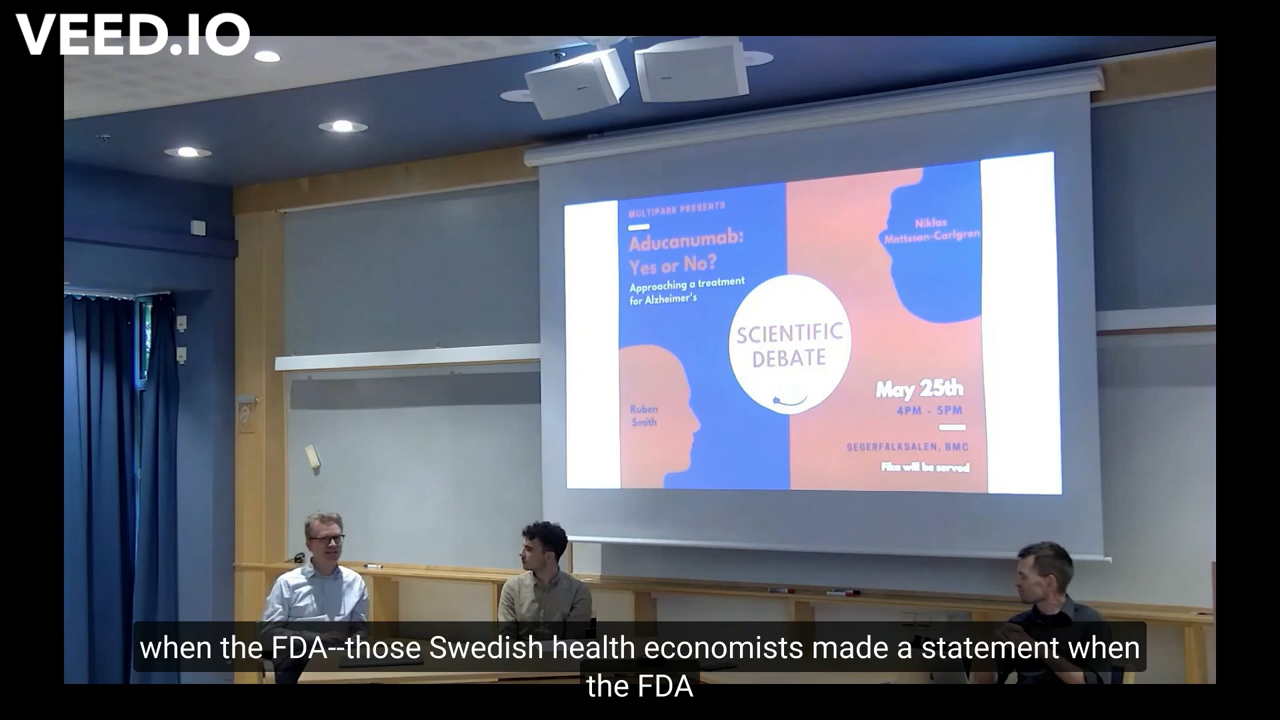 VEED.IO
MULTIPARK PRESENTS
Aducanumab:
Yes or No?
Approaching a treatment
for Alzheimer's
Niklas
Mattsson-Carlgren
SCIENTIFIC
DEBATE
Ruben
Smith
May 25th
4PM - 5PM
SEGERFALKSALEN, BMC
Fika will be served
when the FDA--those Swedish health economists made a statement when
the FDA